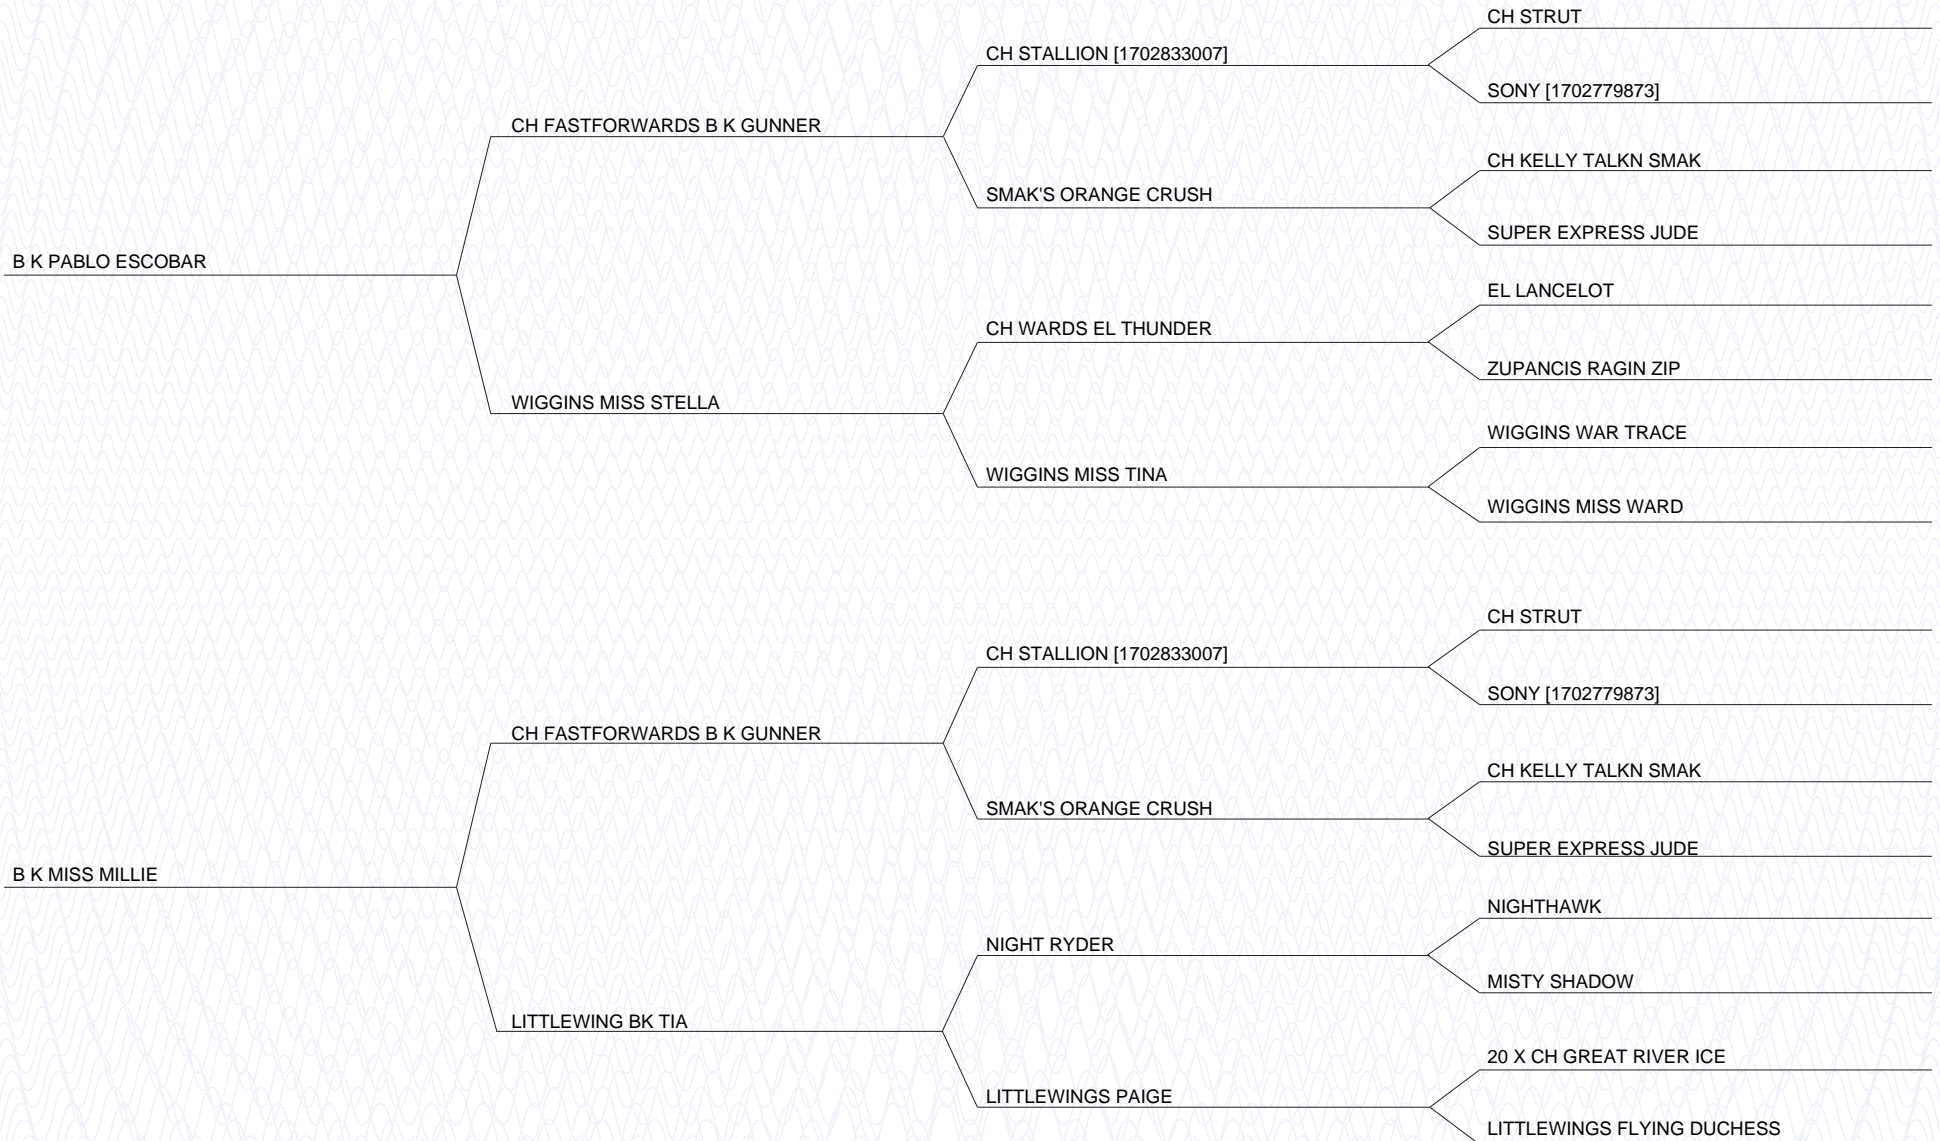 CH STRUT
CH STALLION [1702833007]
SONY [1702779873]
CH FASTFORWARDS B K GUNNER
CH KELLY TALKN SMAK
SMAK'S ORANGE CRUSH
SUPER EXPRESS JUDE
B K PABLO ESCOBAR
EL LANCELOT
CH WARDS EL THUNDER
ZUPANCIS RAGIN ZIP
WIGGINS MISS STELLA
WIGGINS WAR TRACE
WIGGINS MISS TINA
WIGGINS MISS WARD
CH STRUT
CH STALLION [1702833007]
SONY [1702779873]
CH FASTFORWARDS B K GUNNER
CH KELLY TALKN SMAK
SMAK'S ORANGE CRUSH
SUPER EXPRESS JUDE
B K MISS MILLIE
NIGHTHAWK
NIGHT RYDER
MISTY SHADOW
LITTLEWING BK TIA
20 X CH GREAT RIVER ICE
LITTLEWINGS PAIGE
LITTLEWINGS FLYING DUCHESS